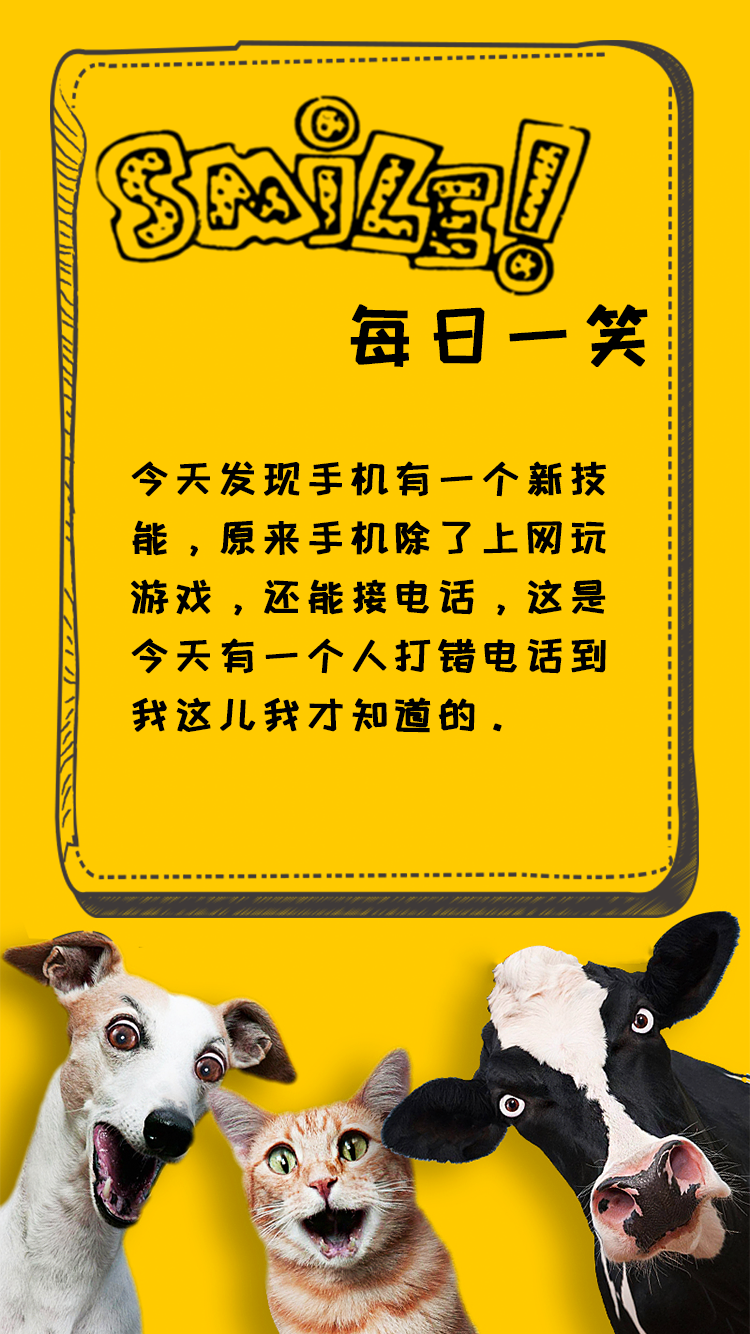 SMiLE!
每日一笑
今天发现手机有一个新技
能，原来手机除了上网玩
游戏，还能接电话，这是
今天有一个人打错电话到
我这儿我才知道的。